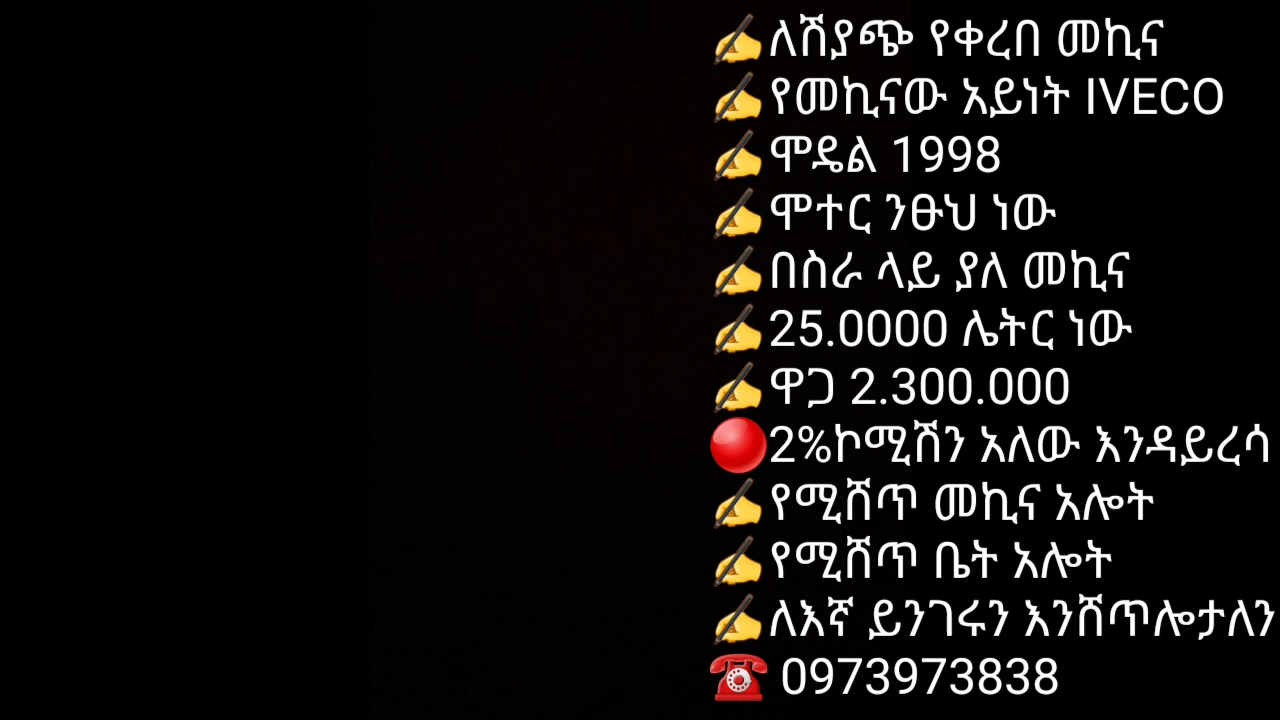 ✍️ለሽያጭ የቀረበ መኪና
✍️የመኪናው አይነት IVECO
✍️ሞዴል 1998
✍️ሞተር ንፁህ ነው
✍️በስራ ላይ ያለ መኪና
✍️25.0000 ሌትር ነው
✍️ዋጋ 2.300.000
🔴2%ኮሚሽን አለው እንዳይረሳ
✍️የሚሸጥ መኪና አሎት
✍️የሚሸጥ ቤት አሎት
✍️ለእኛ ይንገሩን እንሸጥሎታለን
☎️ 0973973838